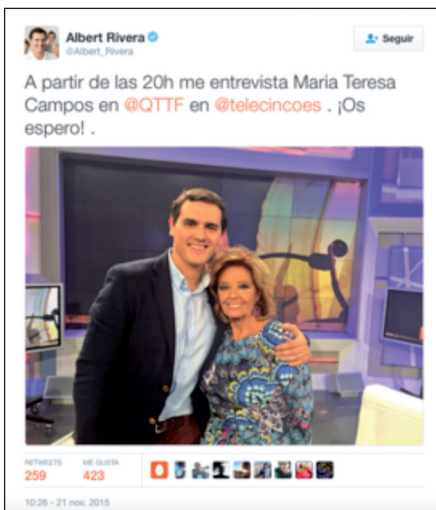 Albert Rivera
@Albert_Rivera
Seguir
A partir de las 20h me entrevista Maria Teresa
Campos en @QTTF en @telecincoes . ¡Os
espero! .
RETWEETS
259
ME GUSTA
423
10:26 - 21 nov. 2015